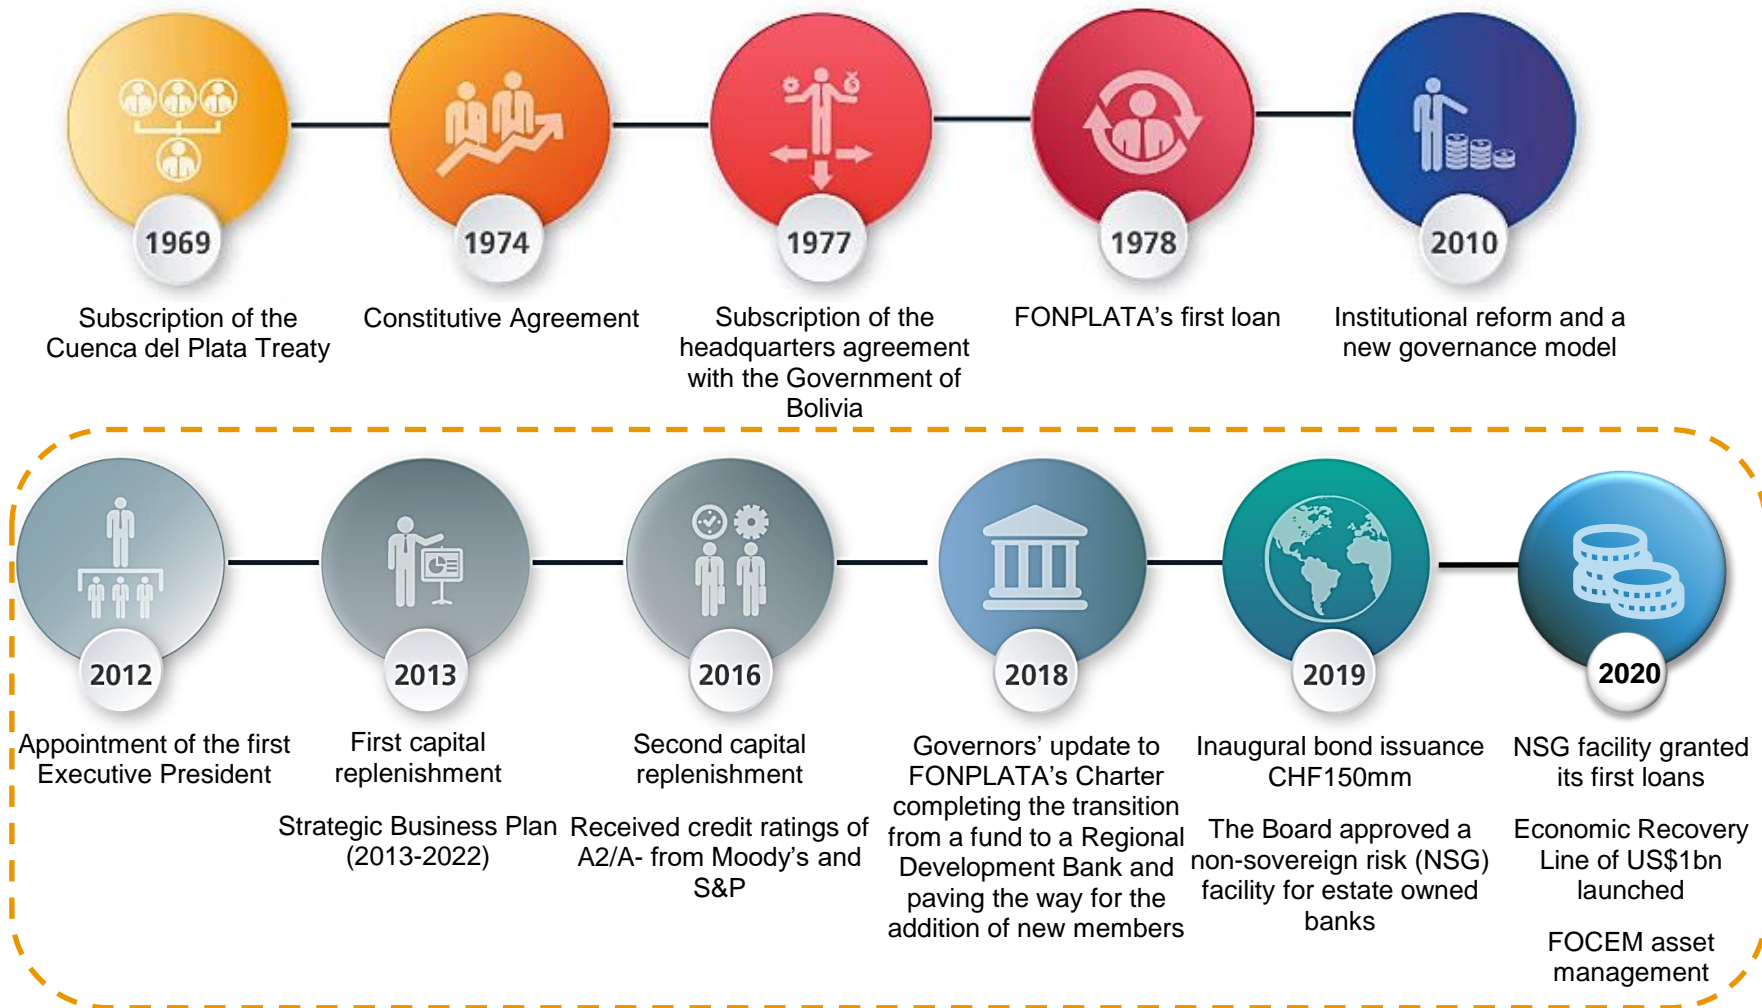 1969
1974
1977
1978
2010
Subscription of the
Cuenca del Plata Treaty
Constitutive Agreement
Subscription of the
headquarters agreement
with the Government of
Bolivia
FONPLATA's first loan
Institutional reform and a
new governance model
2012
2013
2016
2018
2019
2020
Appointment of the first
Executive President
First capital
replenishment
Strategic Business Plan
(2013-2022)
Second capital
replenishment
Received credit ratings of
A2/A- from Moody's and
S&P
Governors' update to
FONPLATA's Charter
completing the transition
from a fund to a Regional
Development Bank and
paving the way for the
addition of new members
Inaugural bond issuance
CHF150mm
The Board approved a
non-sovereign risk (NSG)
facility for estate owned
banks
NSG facility granted
its first loans
Economic Recovery
Line of US$1bn
launched
FOCEM asset
management